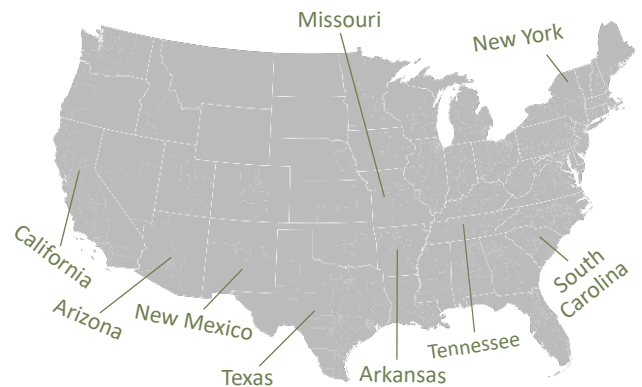 Missouri
New York
California
Arizona
New Mexico
Texas
Arkansas
Tennessee
South
Carolina